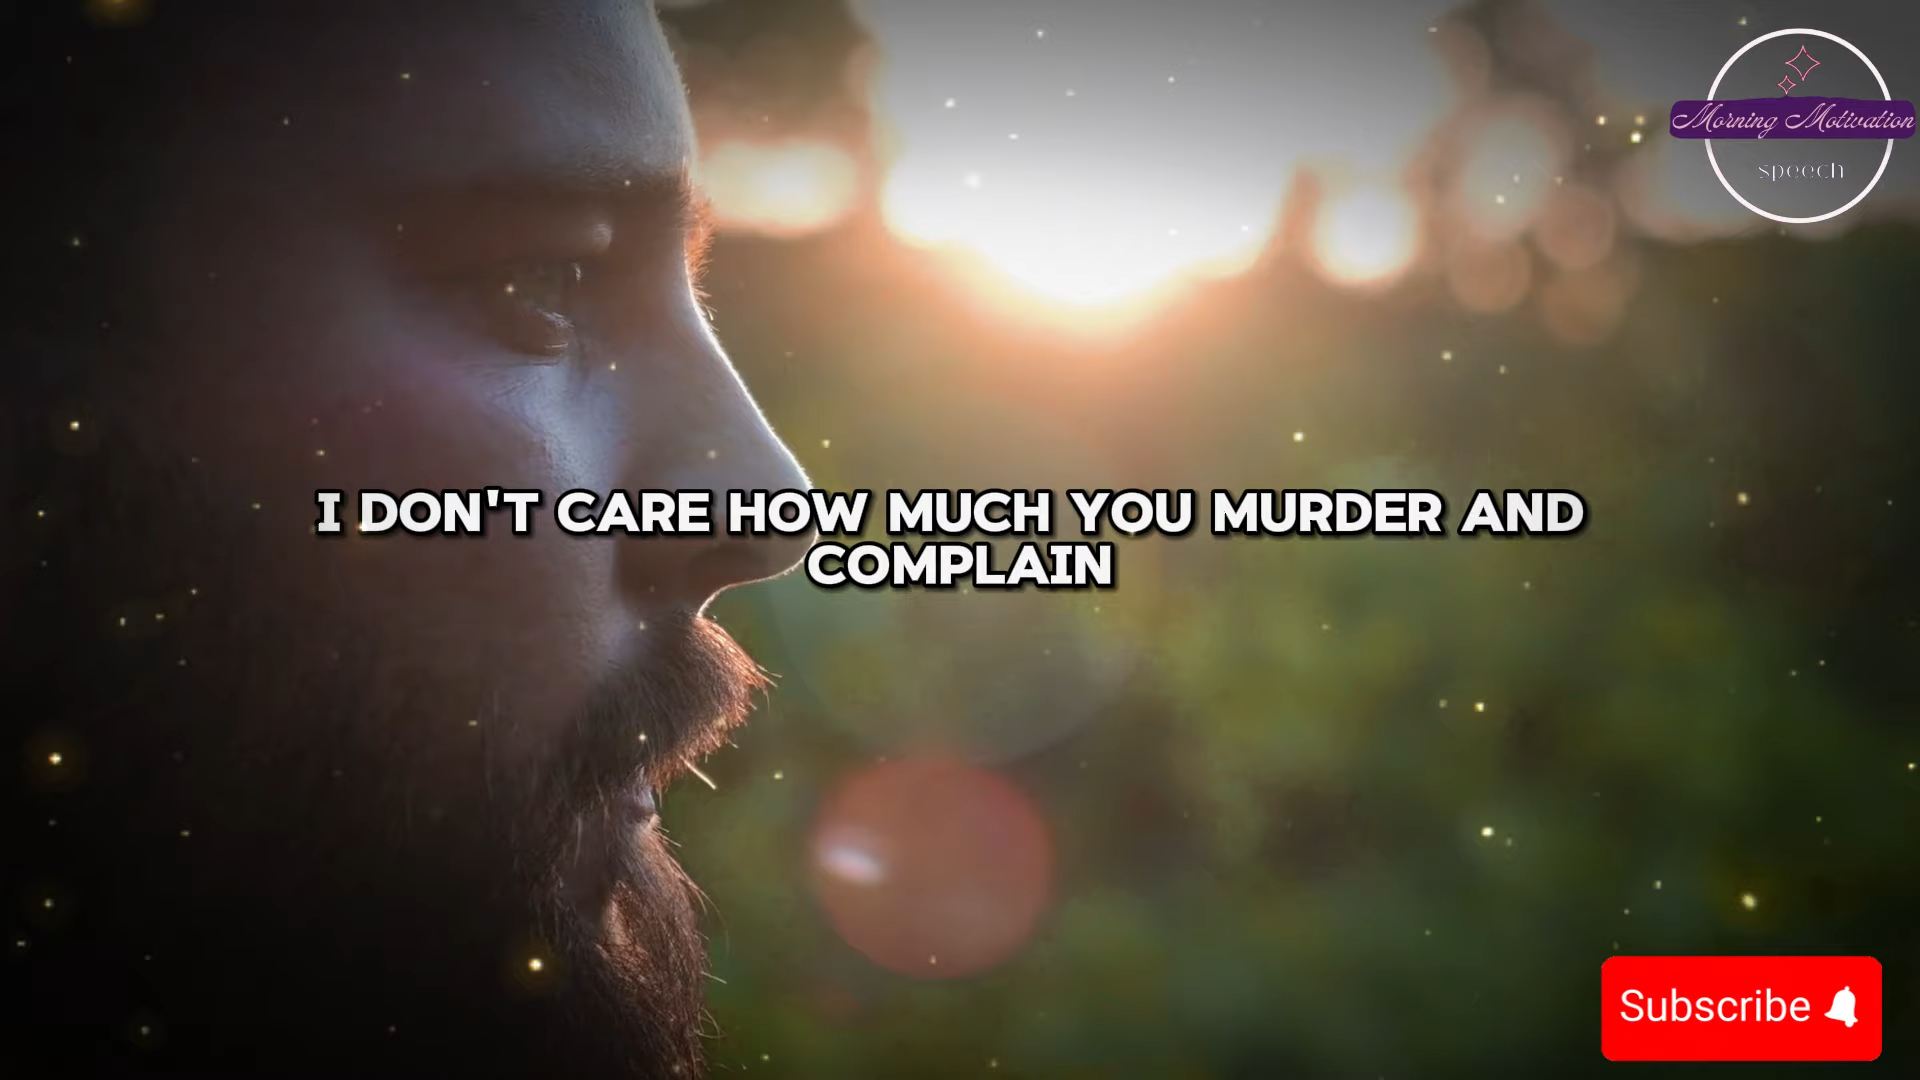 Morning Motivation
speech
I DON'T CARE HOW MUCH YOU MURDER AND
COMPLAIN
Subscribe